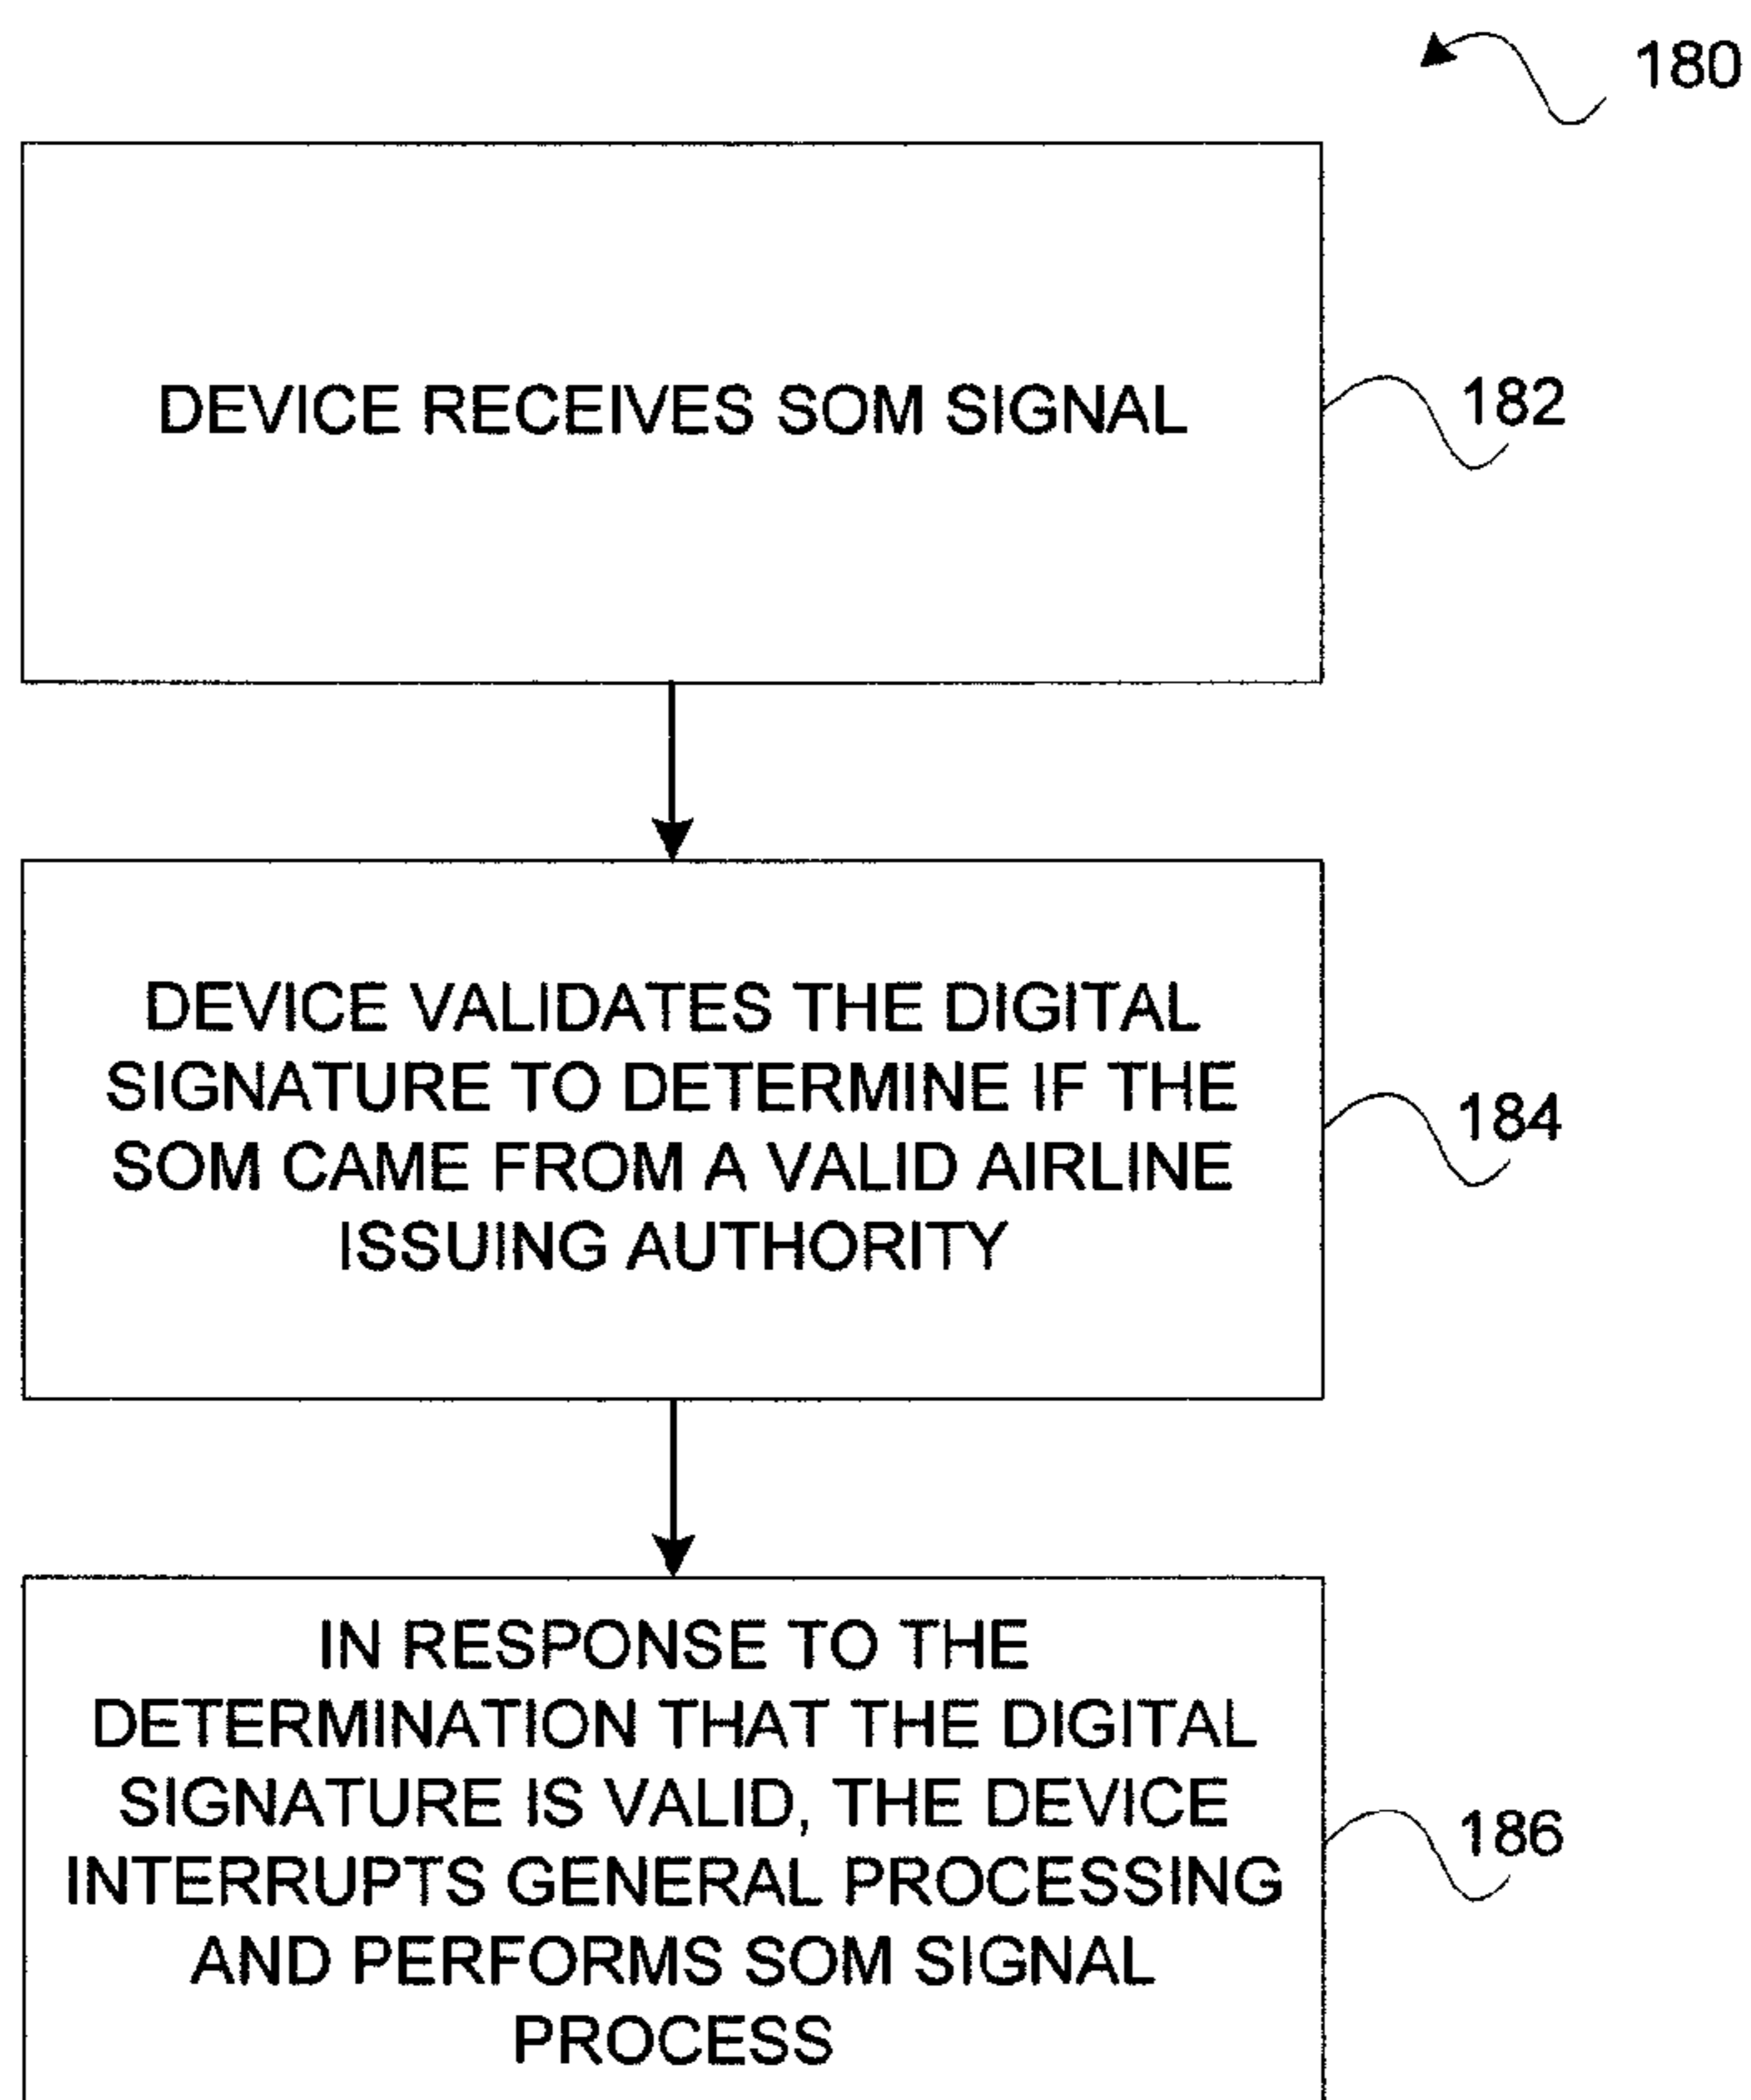 180
DEVICE RECEIVES SOM SIGNAL
182
DEVICE VALIDATES THE DIGITAL
SIGNATURE TO DETERMINE IF THE
SOM CAME FROM A VALID AIRLINE
ISSUING AUTHORITY
184
IN RESPONSE TO THE
DETERMINATION THAT THE DIGITAL
SIGNATURE IS VALID, THE DEVICE
INTERRUPTS GENERAL PROCESSING
AND PERFORMS SOM SIGNAL
PROCESS
186